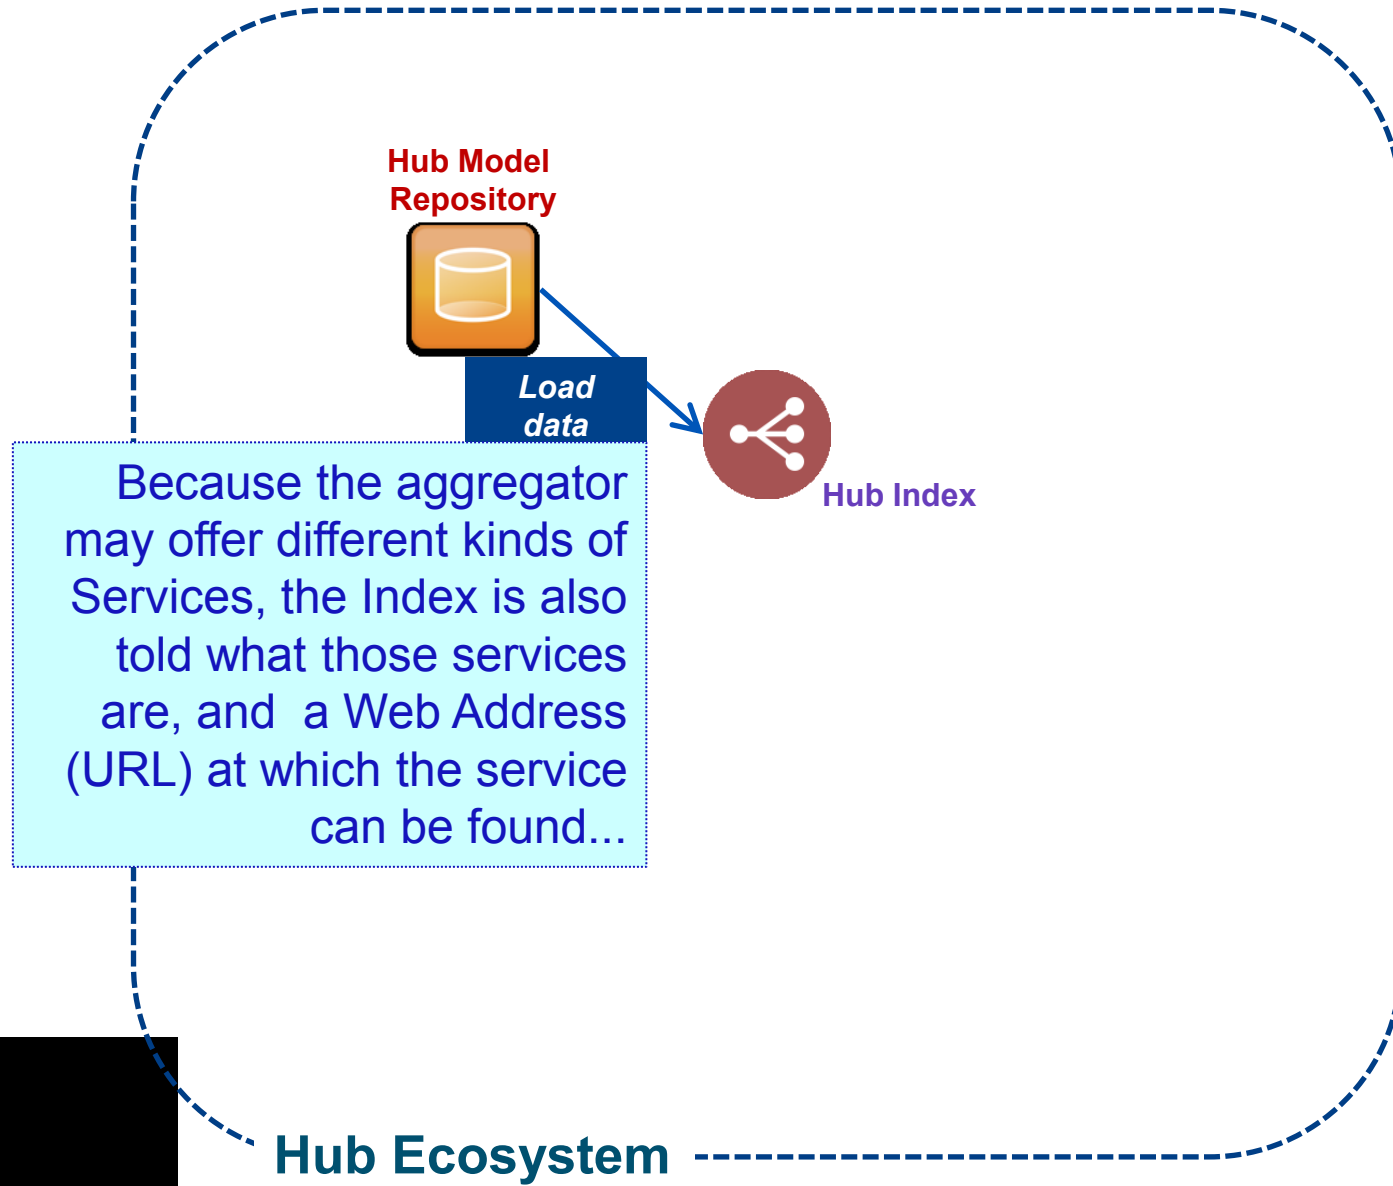 Hub Model
Repository
Load
data
Hub Index
Because the aggregator
may offer different kinds of
Services, the Index is also
told what those services
are, and  a Web Address
(URL) at which the service
can be found...
Hub Ecosystem